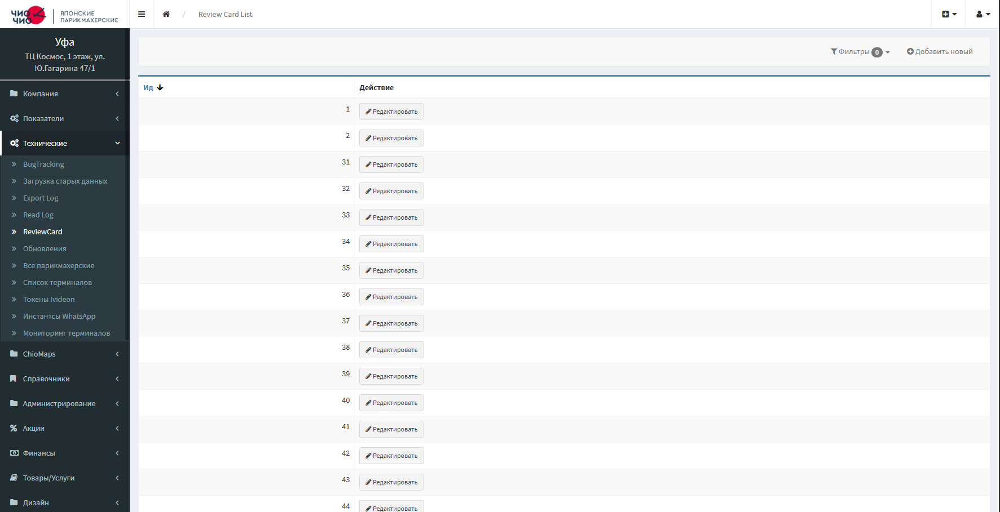 ЧИО
ЧИО
ЯПОНСКИЕ
ПАРИКМАХЕРСКИЕ
/ Review Card List
Уфа
ТЦ Космос, 1 этаж, ул.
Ю.Гагарина 47/1
Компания
Показатели
Технические
BugTracking
Загрузка старых данных
Export Log
Read Log
ReviewCard
Обновления
Все парикмахерские
Список терминалов
Токены Ivideon
Инстантсы WhatsApp
Мониторинг терминалов
ChioMaps
Справочники
Администрирование
Акции
Финансы
Товары/Услуги
Дизайн
Фильтры 0 Добавить новый
Ид Действие
1 Редактировать
2 Редактировать
31 Редактировать
32 Редактировать
33 Редактировать
34 Редактировать
35 Редактировать
36 Редактировать
37 Редактировать
38 Редактировать
39 Редактировать
40 Редактировать
41 Редактировать
42 Редактировать
43 Редактировать
44 Редактировать